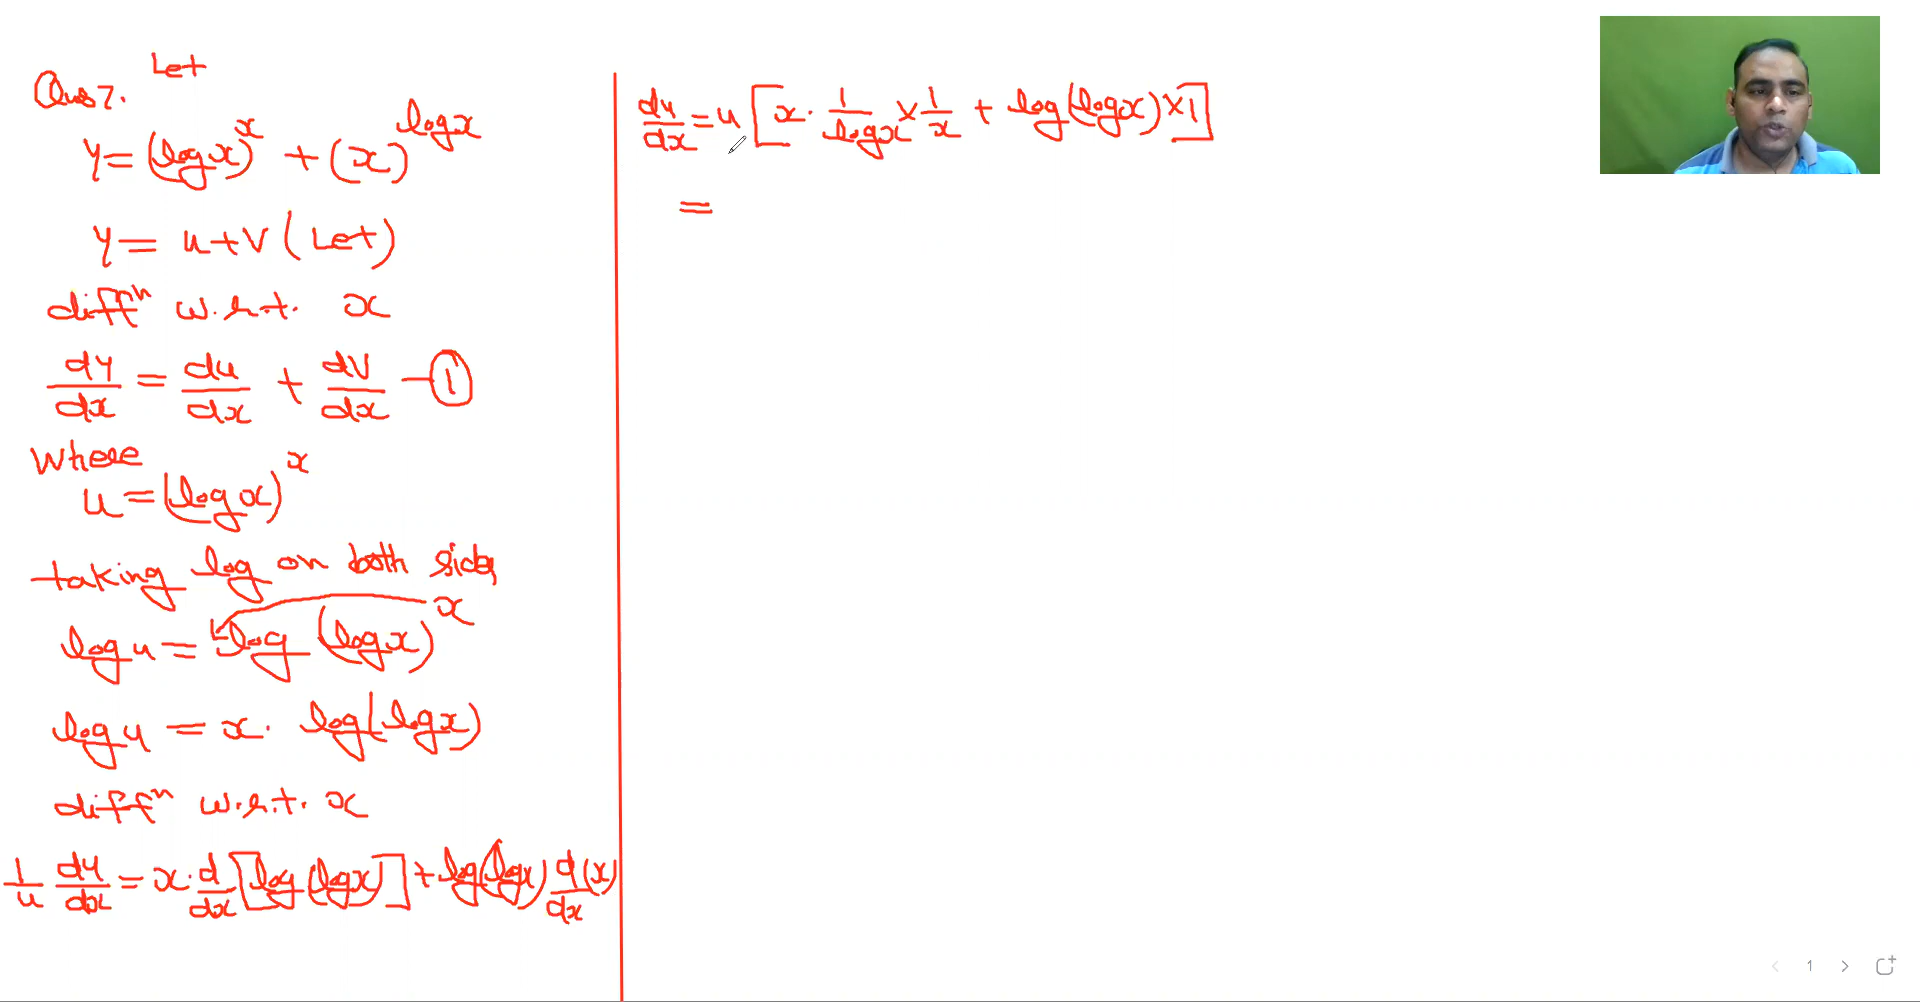 Let
Ques 7.
y = (log x)^x + (x)^{log x}
y = u + v (Let)
diff^n w.r.t. x
dy/dx = du/dx + dv/dx — ①
Where
u = (log x)^x
taking log on both sides
log u = log (log x)^x
log u = x · log(log x)
diff^n w.r.t. x
1/u du/dx = x · d/dx [log (log x)] + log(log x) d/dx (x)
du/dx = u [x · 1/log x × 1/x + log(log x) × 1]
=
1